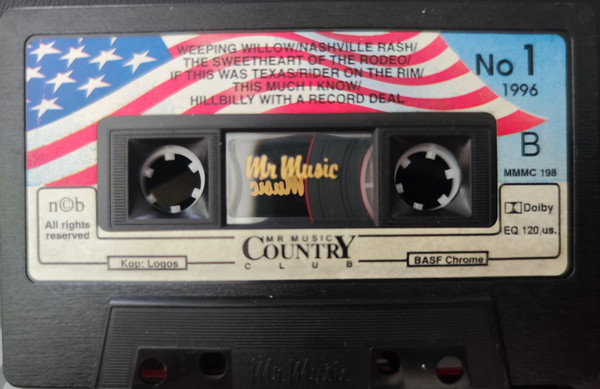 WEEPING WILLOW/NASHVILLE RASH/
THE SWEETHEART OF THE RODEO/
IF THIS WAS TEXAS/RIDER ON THE RIM/
THIS MUCH I KNOW/
HILLBILLY WITH A RECORD DEAL
No 1
1996
B
MMMC 198
Mr Music
Music
n©b
All rights
reserved
Dolby
EQ 120 us.
MR MUSIC
COUNTRY
CLUB
Kop: Logos
BASF Chrome
Mr Music